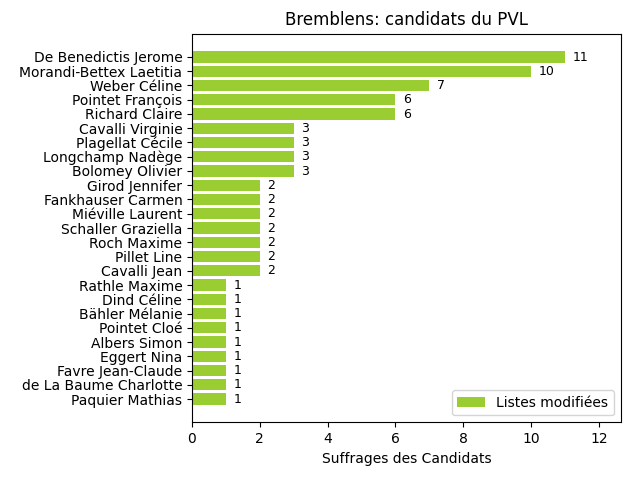 Bremblens: candidats du PVL
De Benedictis Jerome 11
Morandi-Bettex Laetitia 10
Weber Céline 7
Pointet François 6
Richard Claire 6
Cavalli Virginie 3
Plagellat Cécile 3
Longchamp Nadège 3
Bolomey Olivier 3
Girod Jennifer 2
Fankhauser Carmen 2
Miéville Laurent 2
Schaller Graziella 2
Roch Maxime 2
Pillet Line 2
Cavalli Jean 2
Rathle Maxime 1
Dind Céline 1
Bähler Mélanie 1
Pointet Cloé 1
Albers Simon 1
Eggert Nina 1
Favre Jean-Claude 1
de La Baume Charlotte 1
Paquier Mathias 1
Listes modifiées
0 2 4 6 8 10 12
Suffrages des Candidats